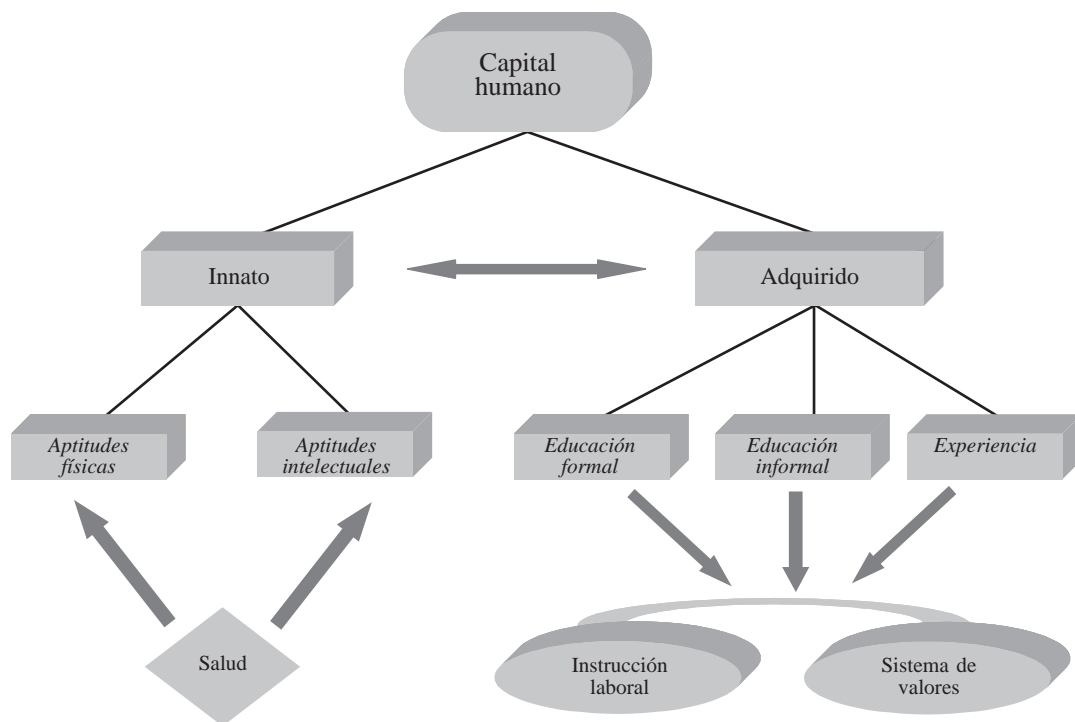 Capital
humano
Innato
Adquirido
Aptitudes
físicas
Aptitudes
intelectuales
Educación
formal
Educación
informal
Experiencia
Salud
Instrucción
laboral
Sistema de
valores